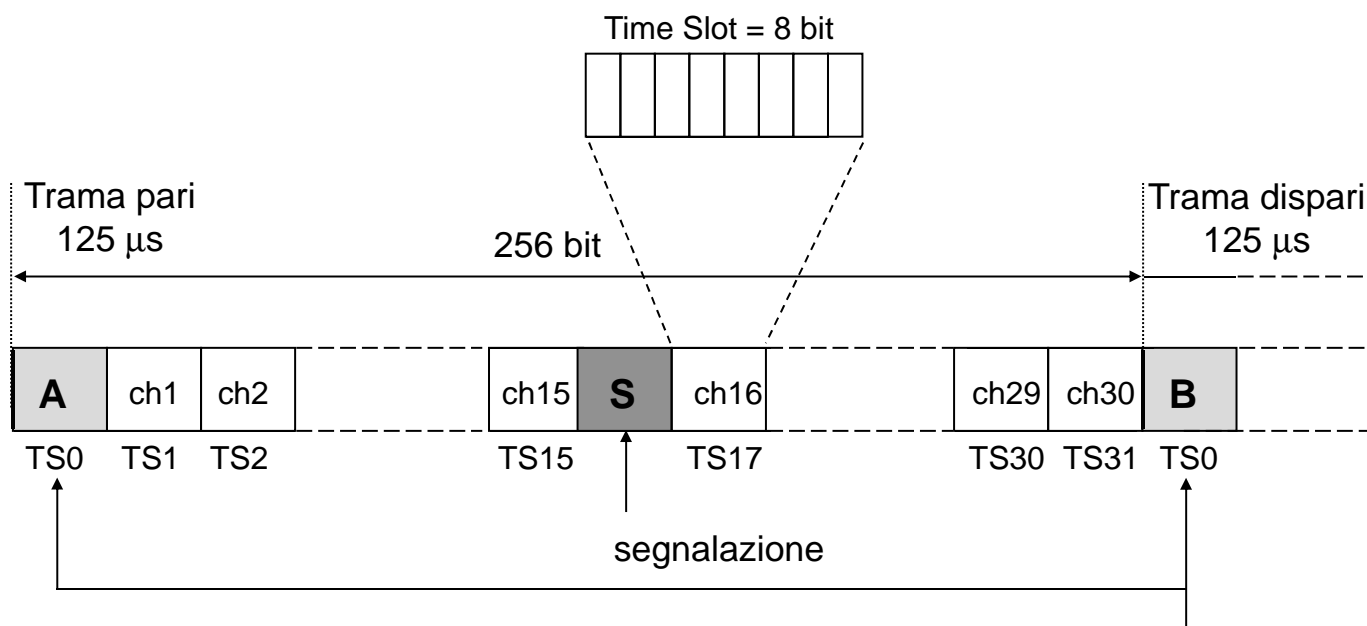 Time Slot = 8 bit
Trama pari
125 μs
256 bit
Trama dispari
125 μs
A ch1 ch2 ch15 S ch16 ch29 ch30 B
TS0 TS1 TS2 TS15 TS17 TS30 TS31 TS0
segnalazione